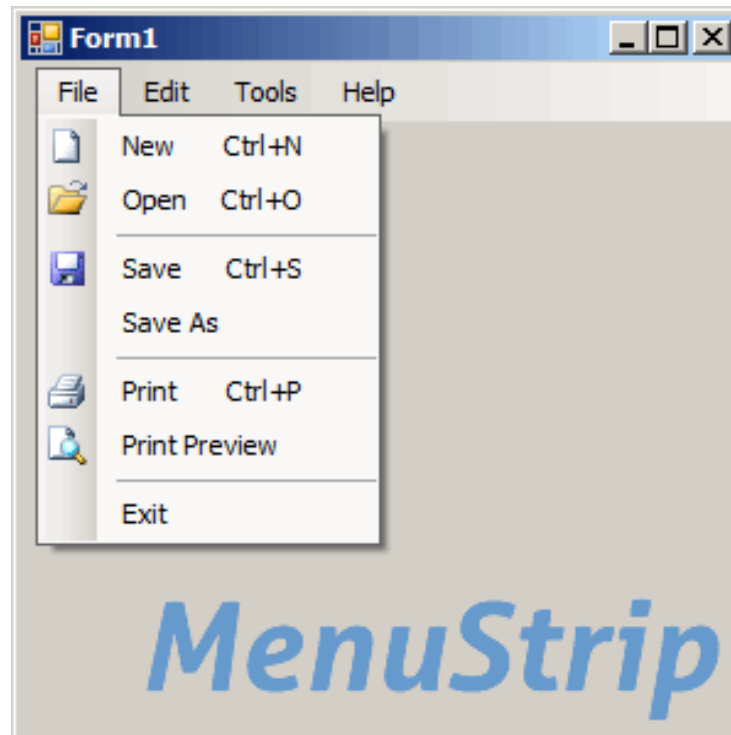 Form1
File Edit Tools Help
New Ctrl+N
Open Ctrl+O
Save Ctrl+S
Save As
Print Ctrl+P
Print Preview
Exit
MenuStrip